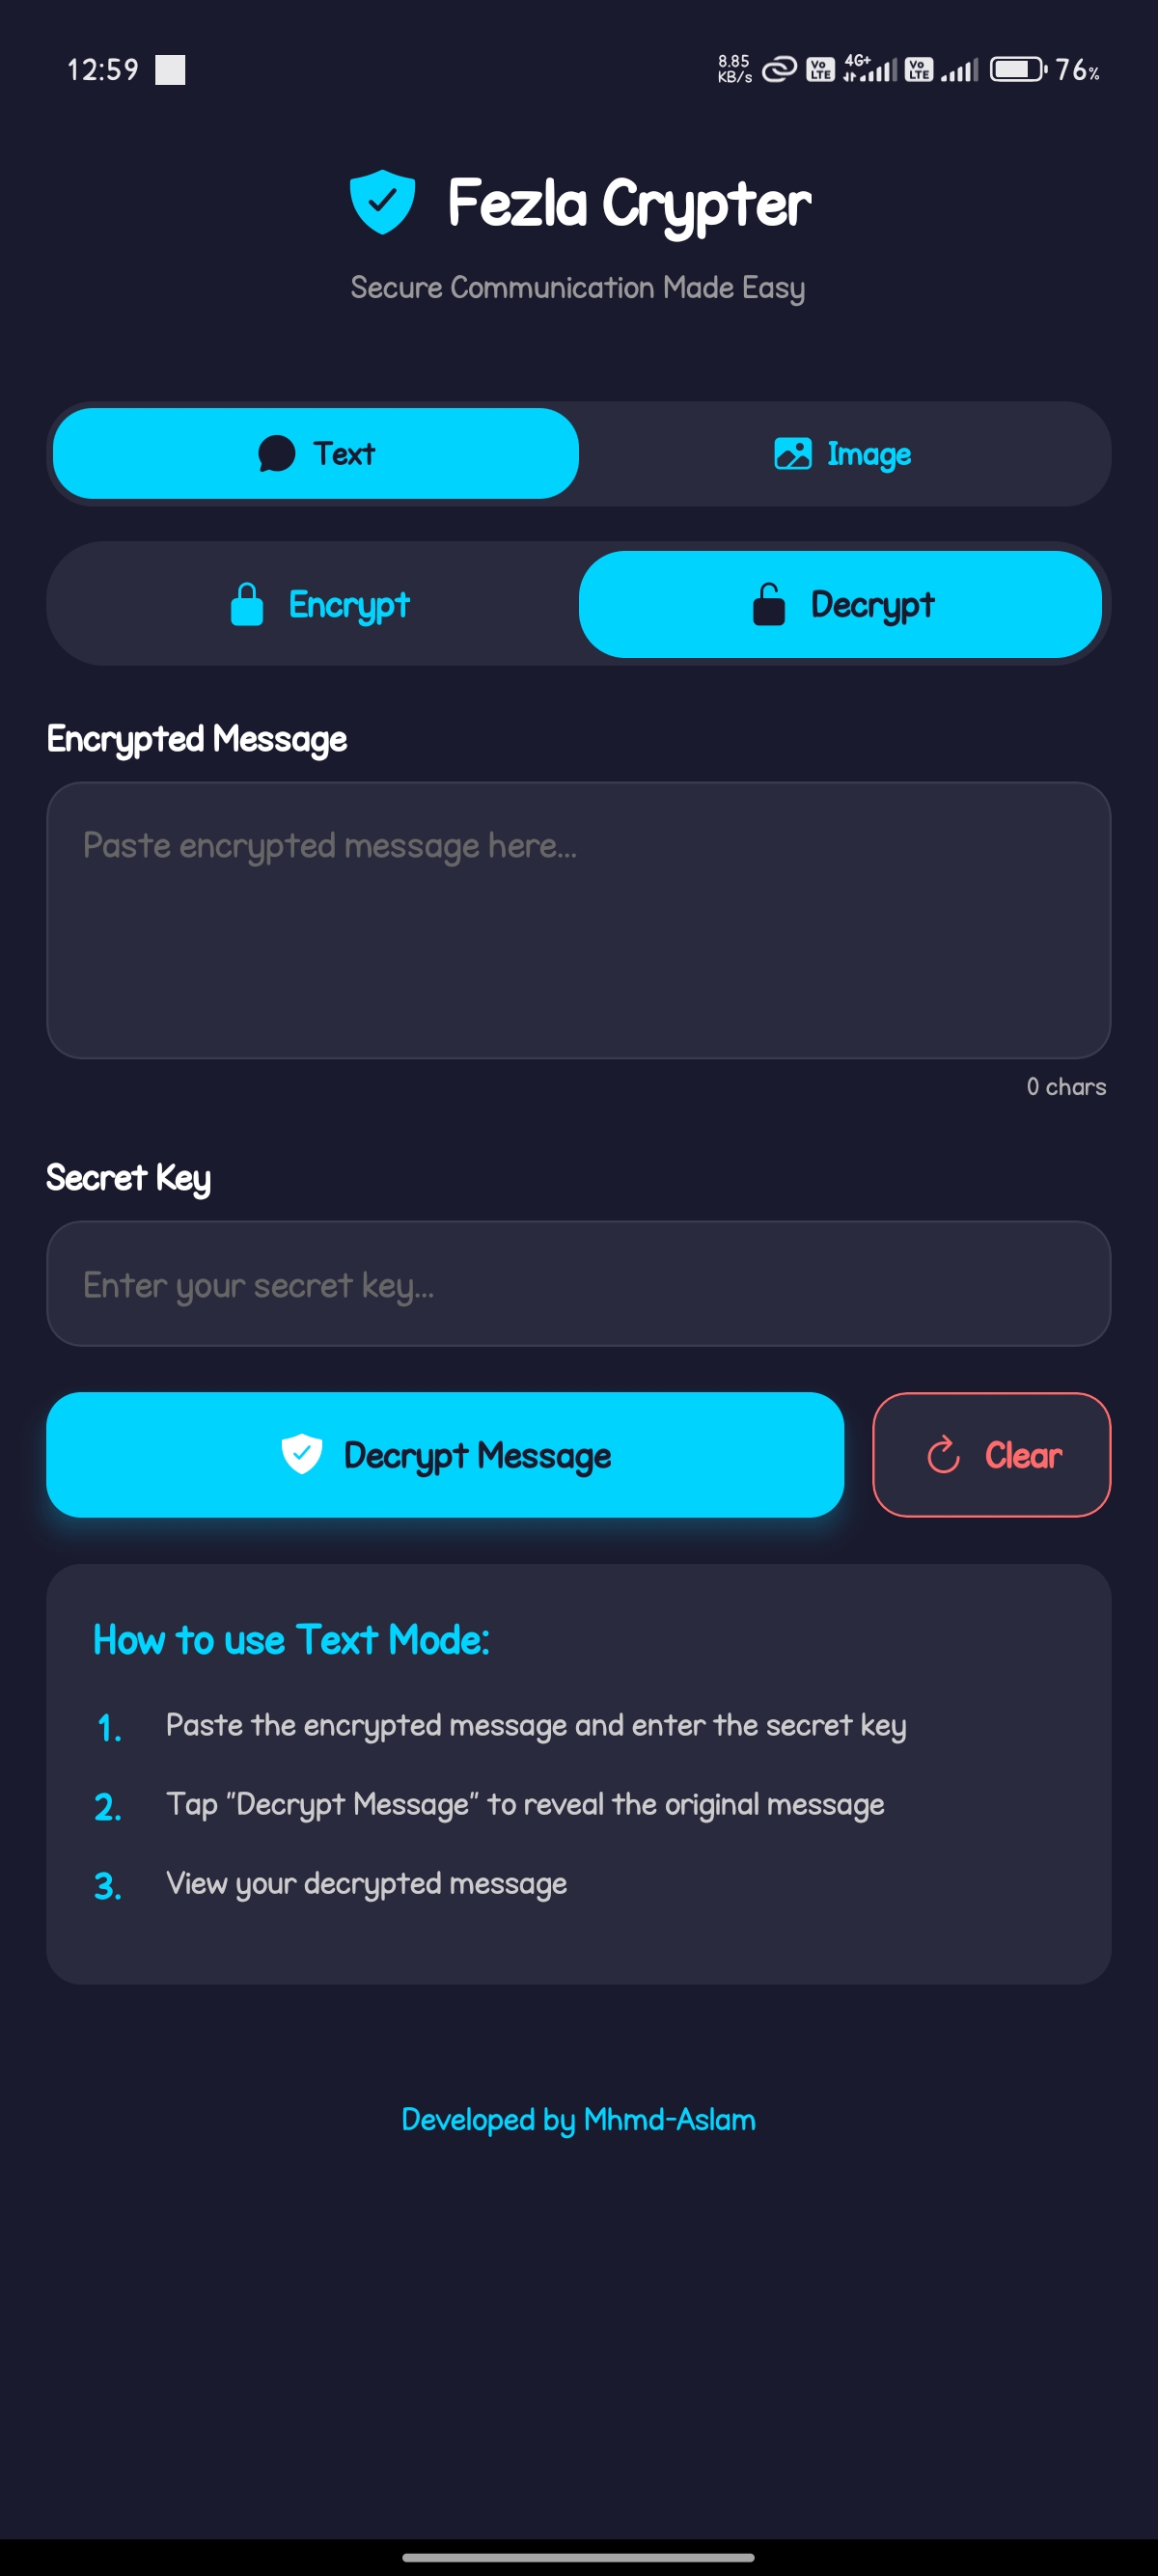 12:59
8.85 KB/s
Vo LTE
4G+
Vo LTE
76%
Fezla Crypter
Secure Communication Made Easy
Text
Image
Encrypt
Decrypt
Encrypted Message
Paste encrypted message here...
0 chars
Secret Key
Enter your secret key...
Decrypt Message
Clear
How to use Text Mode:
1. Paste the encrypted message and enter the secret key
2. Tap "Decrypt Message" to reveal the original message
3. View your decrypted message
Developed by Mhmd-Aslam